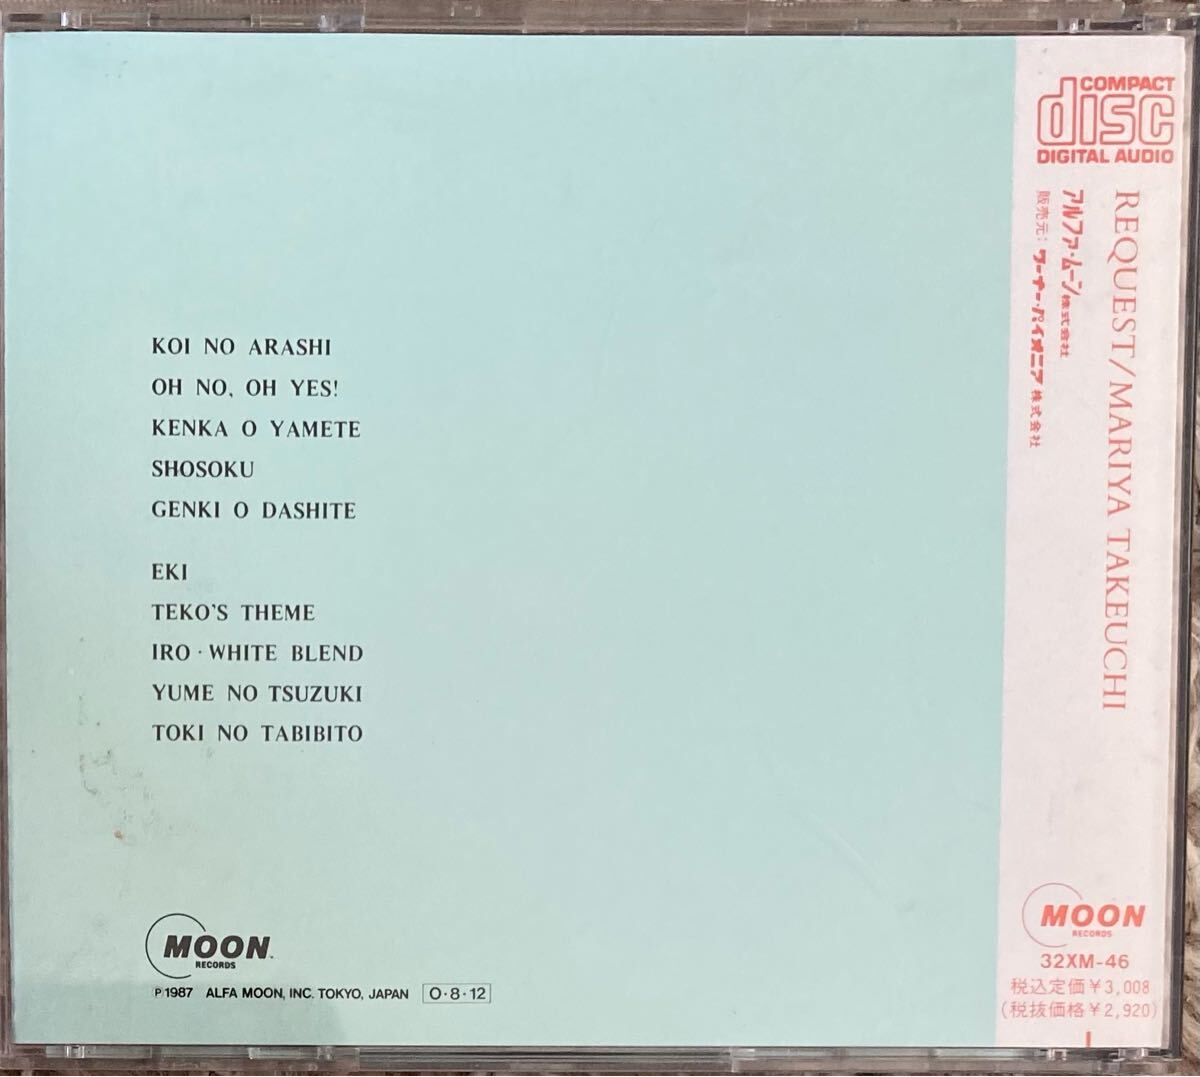 KOI NO ARASHI
OH NO, OH YES!
KENKA O YAMETE
SHOSOKU
GENKI O DASHITE
EKI
TEKO'S THEME
IRO · WHITE BLEND
YUME NO TSUZUKI
TOKI NO TABIBITO
MOON
RECORDS
℗1987 ALFA MOON, INC. TOKYO, JAPAN O·8·12
COMPACT
disc
DIGITAL AUDIO
REQUEST/MARIYA TAKEUCHI
アルファ・ムーン株式会社
販売元:ワーナー・パイオニア株式会社
MOON
RECORDS
32XM-46
税込定価¥3,008
(税抜価格¥2,920)